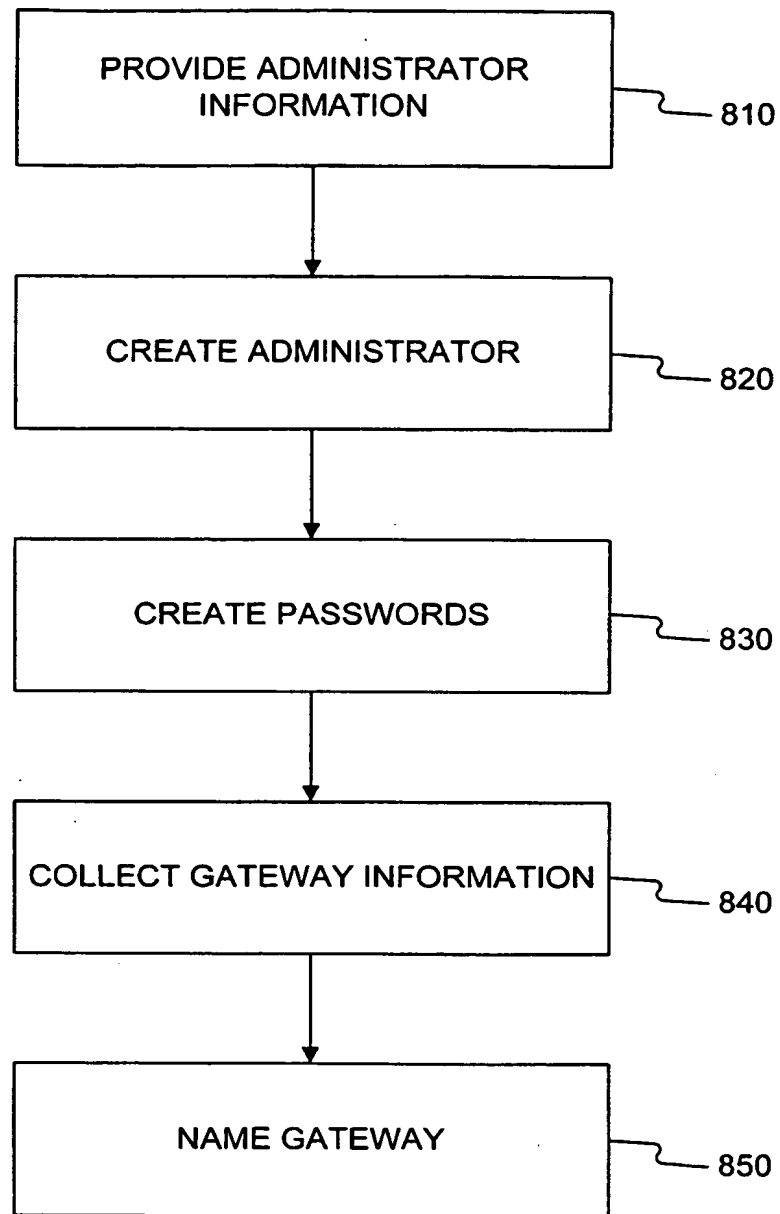 PROVIDE ADMINISTRATOR
INFORMATION
810
CREATE ADMINISTRATOR
820
CREATE PASSWORDS
830
COLLECT GATEWAY INFORMATION
840
NAME GATEWAY
850